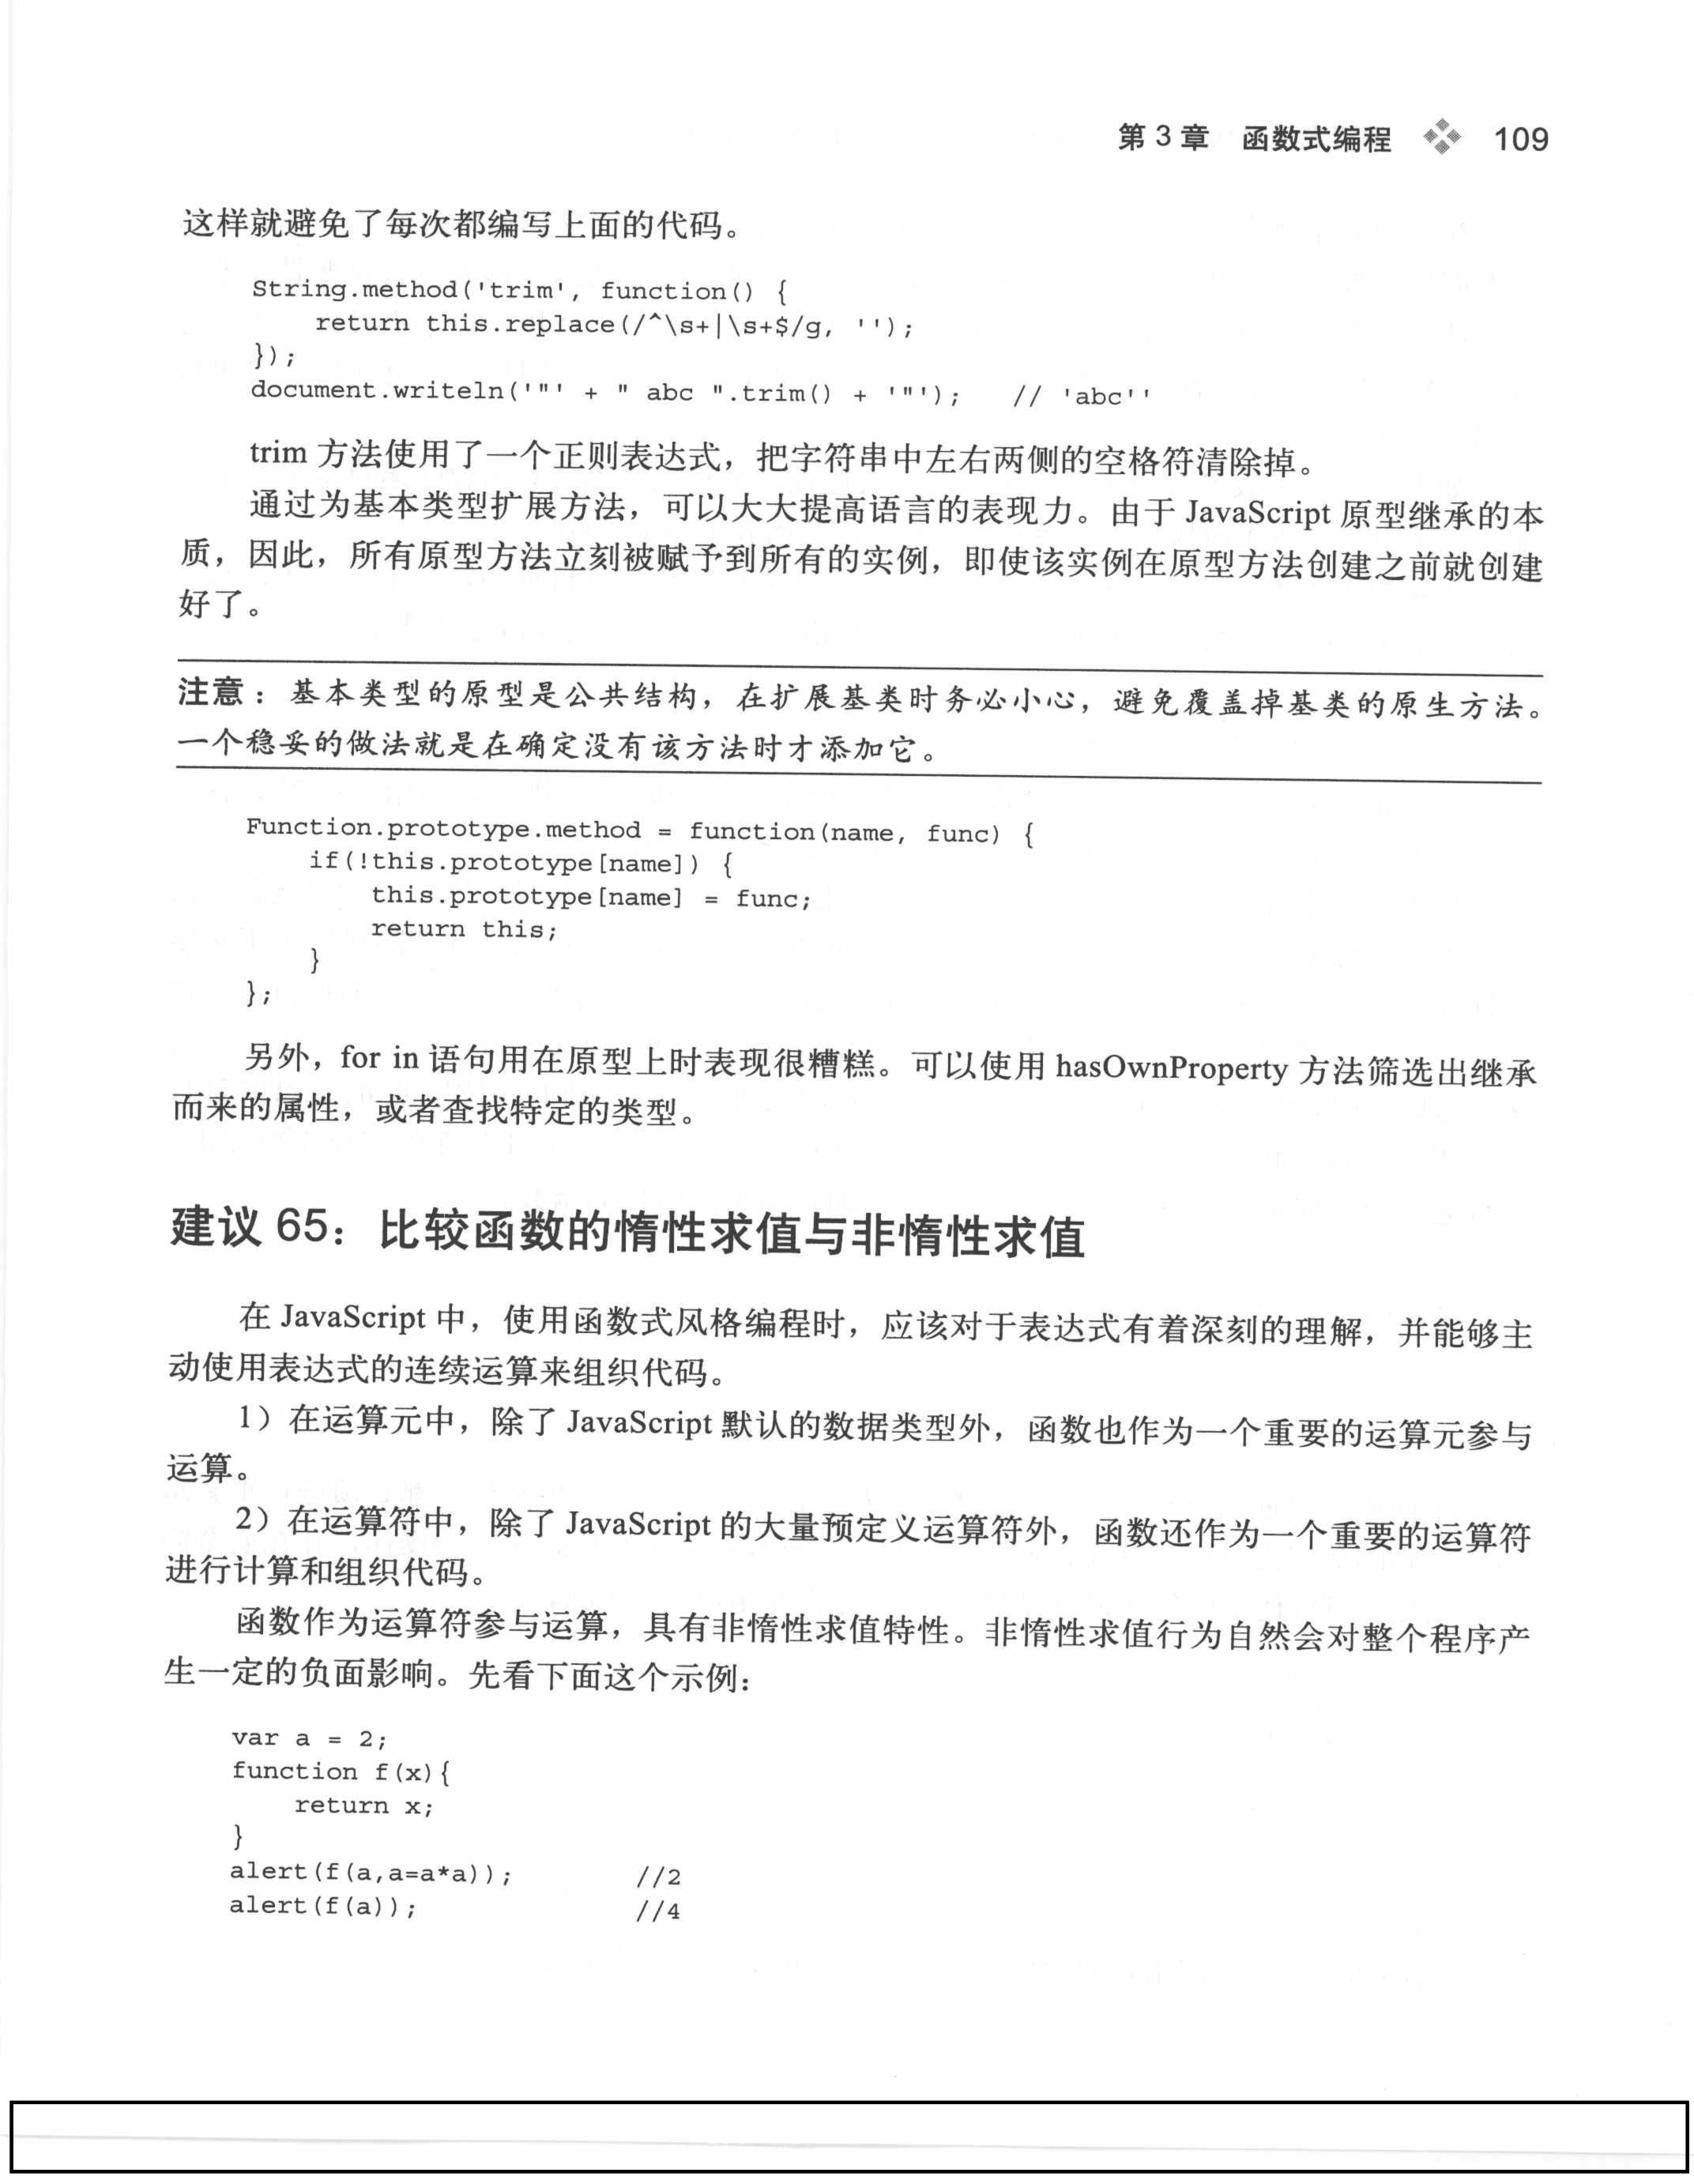 第 3 章 函数式编程 109
这样就避免了每次都编写上面的代码。
String.method('trim', function() {
    return this.replace(/^\s+|\s+$/g, '');
});
document.writeln('"' + " abc ".trim() + '"');   // 'abc''
trim 方法使用了一个正则表达式，把字符串中左右两侧的空格符清除掉。
通过为基本类型扩展方法，可以大大提高语言的表现力。由于 JavaScript 原型继承的本
质，因此，所有原型方法立刻被赋予到所有的实例，即使该实例在原型方法创建之前就创建
好了。
注意：基本类型的原型是公共结构，在扩展基类时务必小心，避免覆盖掉基类的原生方法。
一个稳妥的做法就是在确定没有该方法时才添加它。
Function.prototype.method = function(name, func) {
    if(!this.prototype[name]) {
        this.prototype[name] = func;
        return this;
    }
};
另外，for in 语句用在原型上时表现很糟糕。可以使用 hasOwnProperty 方法筛选出继承
而来的属性，或者查找特定的类型。
建议 65：比较函数的惰性求值与非惰性求值
在 JavaScript 中，使用函数式风格编程时，应该对于表达式有着深刻的理解，并能够主
动使用表达式的连续运算来组织代码。
1）在运算元中，除了 JavaScript 默认的数据类型外，函数也作为一个重要的运算元参与
运算。
2）在运算符中，除了 JavaScript 的大量预定义运算符外，函数还作为一个重要的运算符
进行计算和组织代码。
函数作为运算符参与运算，具有非惰性求值特性。非惰性求值行为自然会对整个程序产
生一定的负面影响。先看下面这个示例：
var a = 2;
function f(x){
    return x;
}
alert(f(a,a=a*a));        //2
alert(f(a));              //4